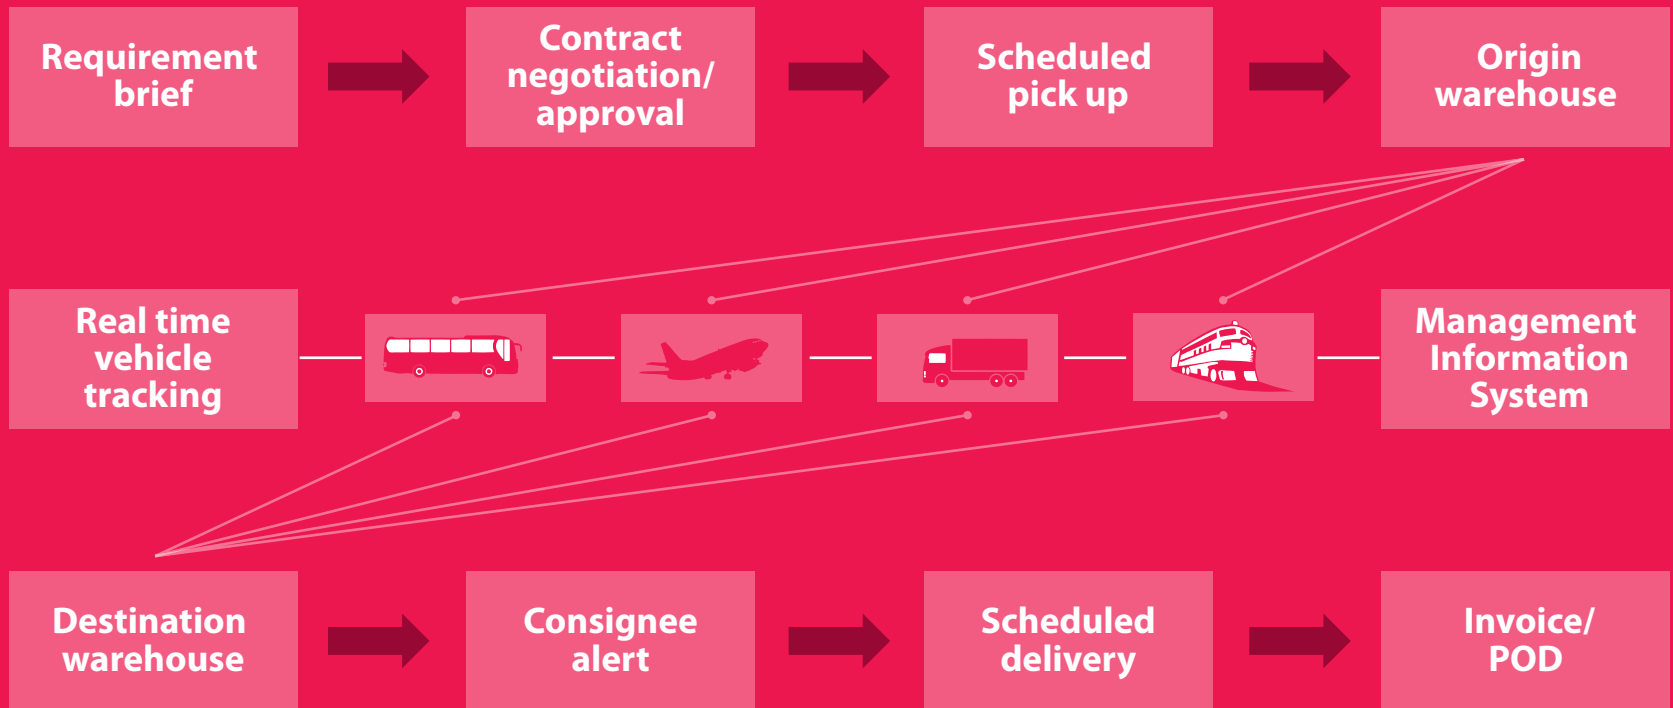 Requirement
brief
Contract
negotiation/
approval
Scheduled
pick up
Origin
warehouse
Real time
vehicle
tracking
Management
Information
System
Destination
warehouse
Consignee
alert
Scheduled
delivery
Invoice/
POD